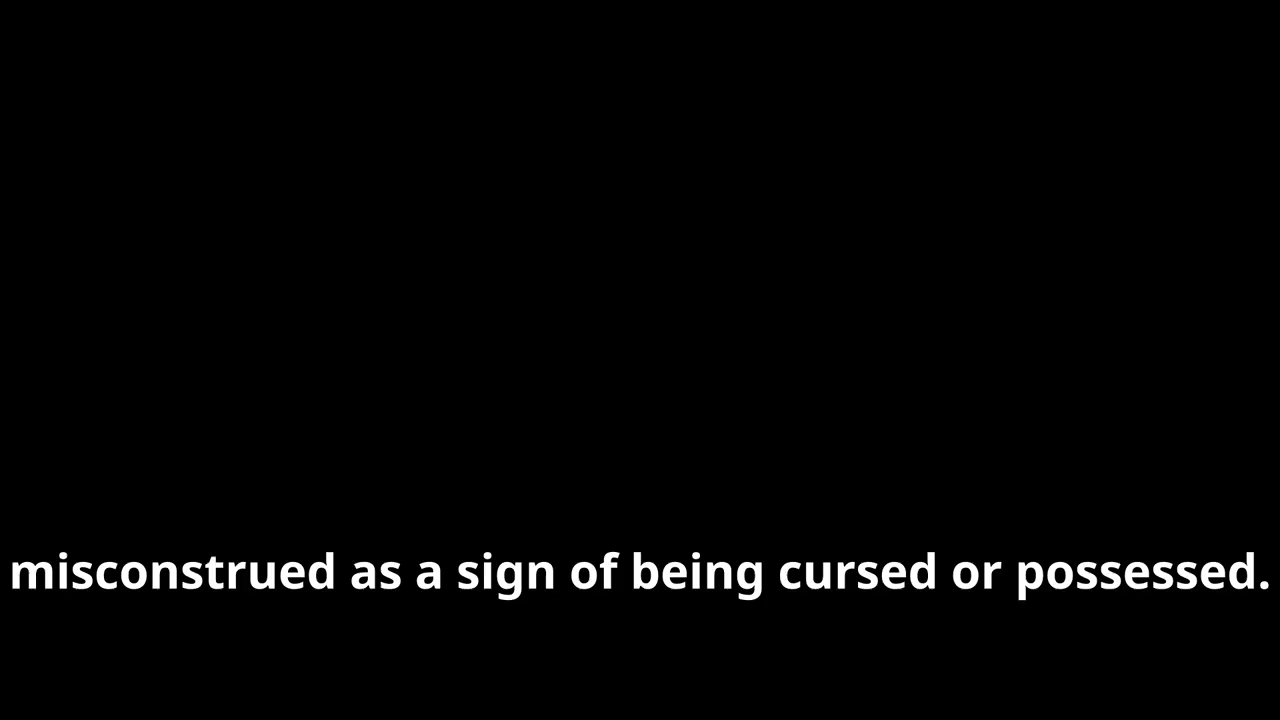 misconstrued as a sign of being cursed or possessed.